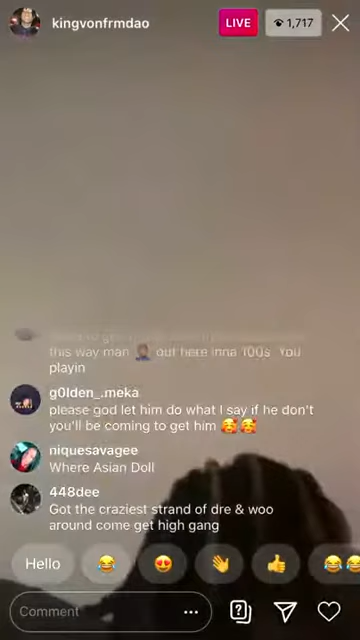 kingvonfrmdao
LIVE
1,717
this way man 🤦🏽‍♂️ out here inna 100s. You
playin
g0lden_.meka
please god let him do what I say if he don't
you'll be coming to get him 🥰🥰
niquesavagee
Where Asian Doll
448dee
Got the craziest strand of dre & woo
around come get high gang
Hello 😂 😍 👋 👍 😂😂
Comment